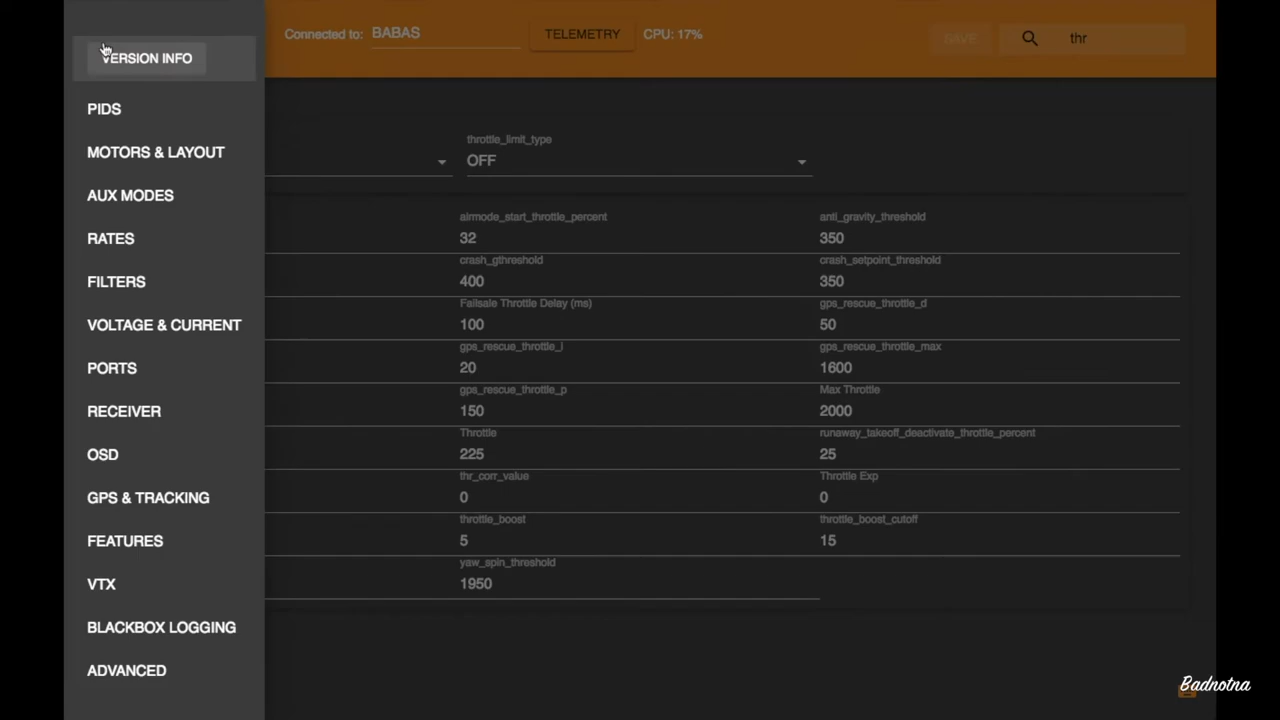 Connected to: BABAS TELEMETRY CPU: 17% SAVE thr
VERSION INFO
PIDS
MOTORS & LAYOUT
AUX MODES
RATES
FILTERS
VOLTAGE & CURRENT
PORTS
RECEIVER
OSD
GPS & TRACKING
FEATURES
VTX
BLACKBOX LOGGING
ADVANCED
throttle_limit_type
OFF
airmode_start_throttle_percent anti_gravity_threshold
32 350
crash_gthreshold crash_setpoint_threshold
400 350
Failsafe Throttle Delay (ms) gps_rescue_throttle_d
100 50
gps_rescue_throttle_i gps_rescue_throttle_max
20 1600
gps_rescue_throttle_p Max Throttle
150 2000
Throttle runaway_takeoff_deactivate_throttle_percent
225 25
thr_corr_value Throttle Exp
0 0
throttle_boost throttle_boost_cutoff
5 15
yaw_spin_threshold
1950
Badnotna